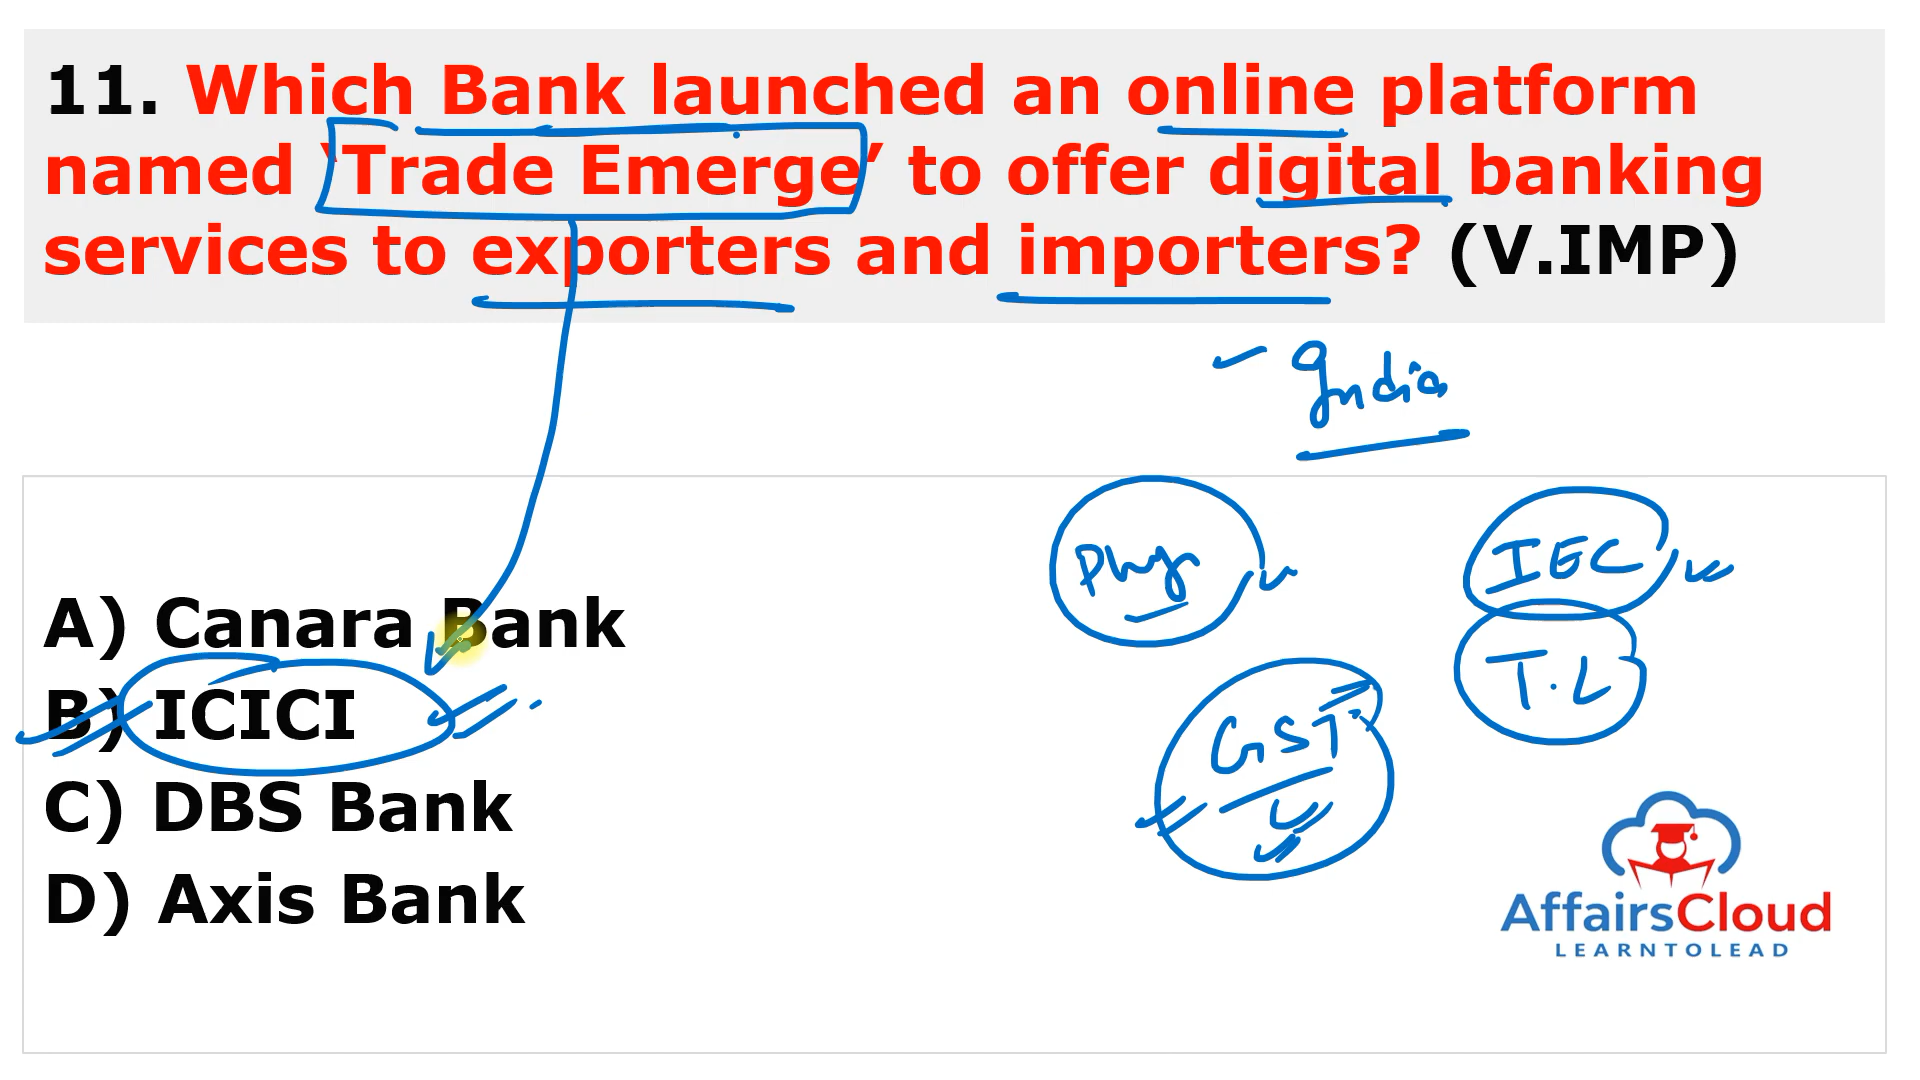 11. Which Bank launched an online platform
named ‘Trade Emerge’ to offer digital banking
services to exporters and importers? (V.IMP)
- India
Phy
IEC
T.L
GST
A) Canara Bank
B) ICICI
C) DBS Bank
D) Axis Bank
AffairsCloud
LEARNTOLEAD